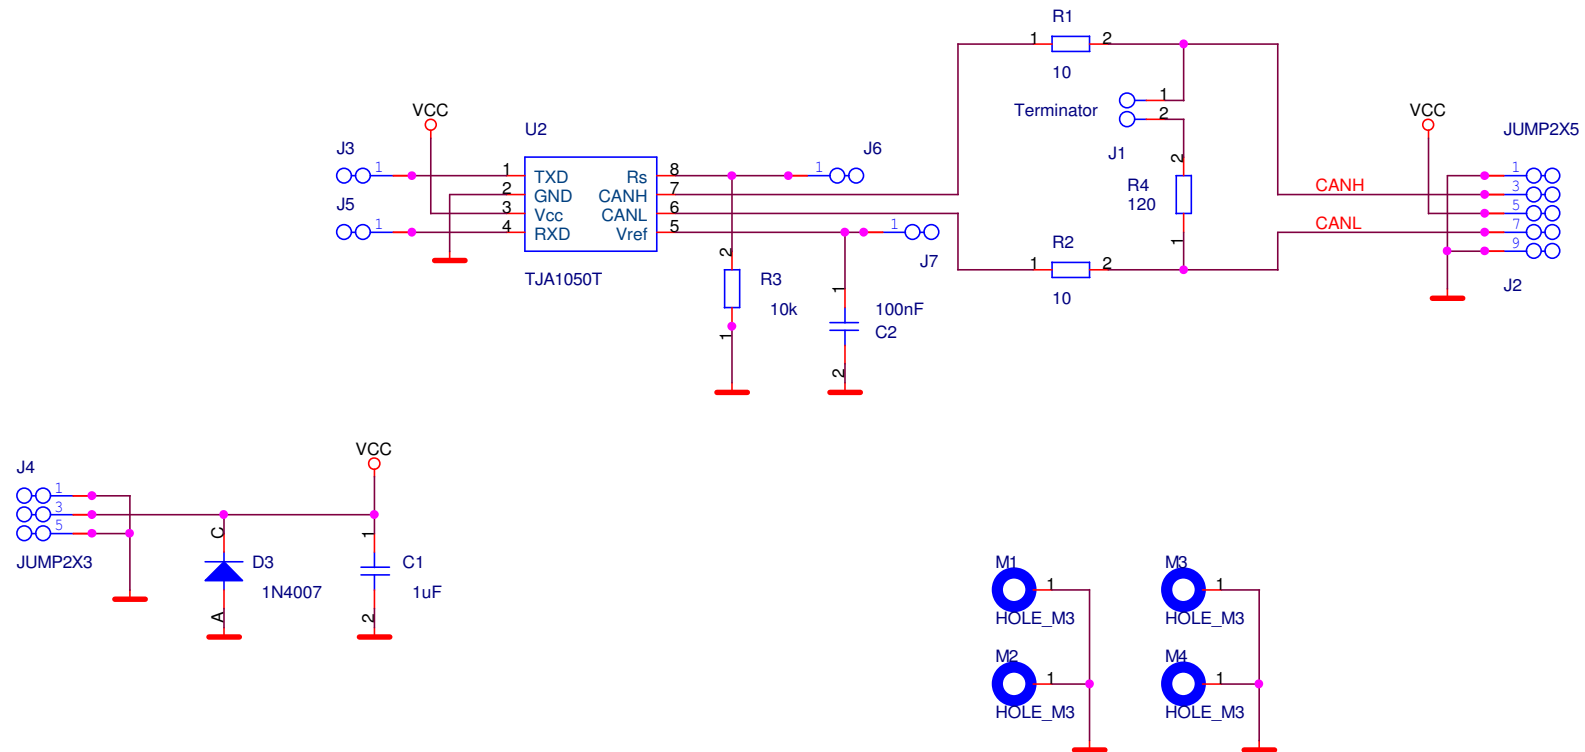 R1
1 2
10
Terminator
1
2
J1
2
R4
120
1
R2
1 2
10
VCC
U2
J3
1
J5
1
1 TXD Rs 8
2 GND CANH 7
3 Vcc CANL 6
4 RXD Vref 5
TJA1050T
1 J6
1 J7
2
R3
10k
1
1
100nF
C2
2
VCC
JUMP2X5
CANH
CANL
1
3
5
7
9
J2
J4
1
3
5
JUMP2X3
VCC
C
D3
1N4007
A
1
C1
1uF
2
M1
1
HOLE_M3
M2
1
HOLE_M3
M3
1
HOLE_M3
M4
1
HOLE_M3